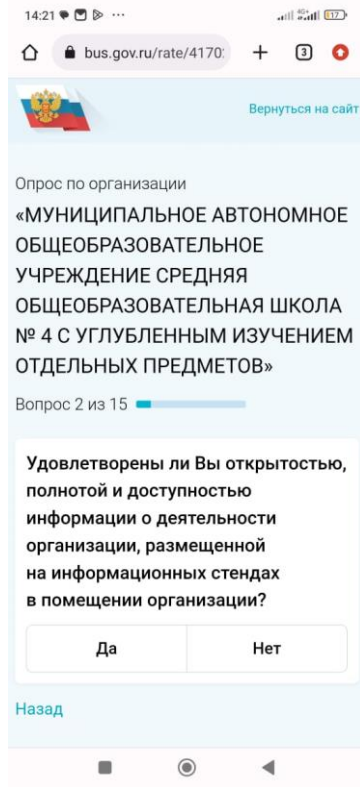 14:21
4G+
17
bus.gov.ru/rate/4170
3
Вернуться на сайт
Опрос по организации
«МУНИЦИПАЛЬНОЕ АВТОНОМНОЕ
ОБЩЕОБРАЗОВАТЕЛЬНОЕ
УЧРЕЖДЕНИЕ СРЕДНЯЯ
ОБЩЕОБРАЗОВАТЕЛЬНАЯ ШКОЛА
№ 4 С УГЛУБЛЕННЫМ ИЗУЧЕНИЕМ
ОТДЕЛЬНЫХ ПРЕДМЕТОВ»
Вопрос 2 из 15
Удовлетворены ли Вы открытостью,
полнотой и доступностью
информации о деятельности
организации, размещенной
на информационных стендах
в помещении организации?
Да Нет
Назад